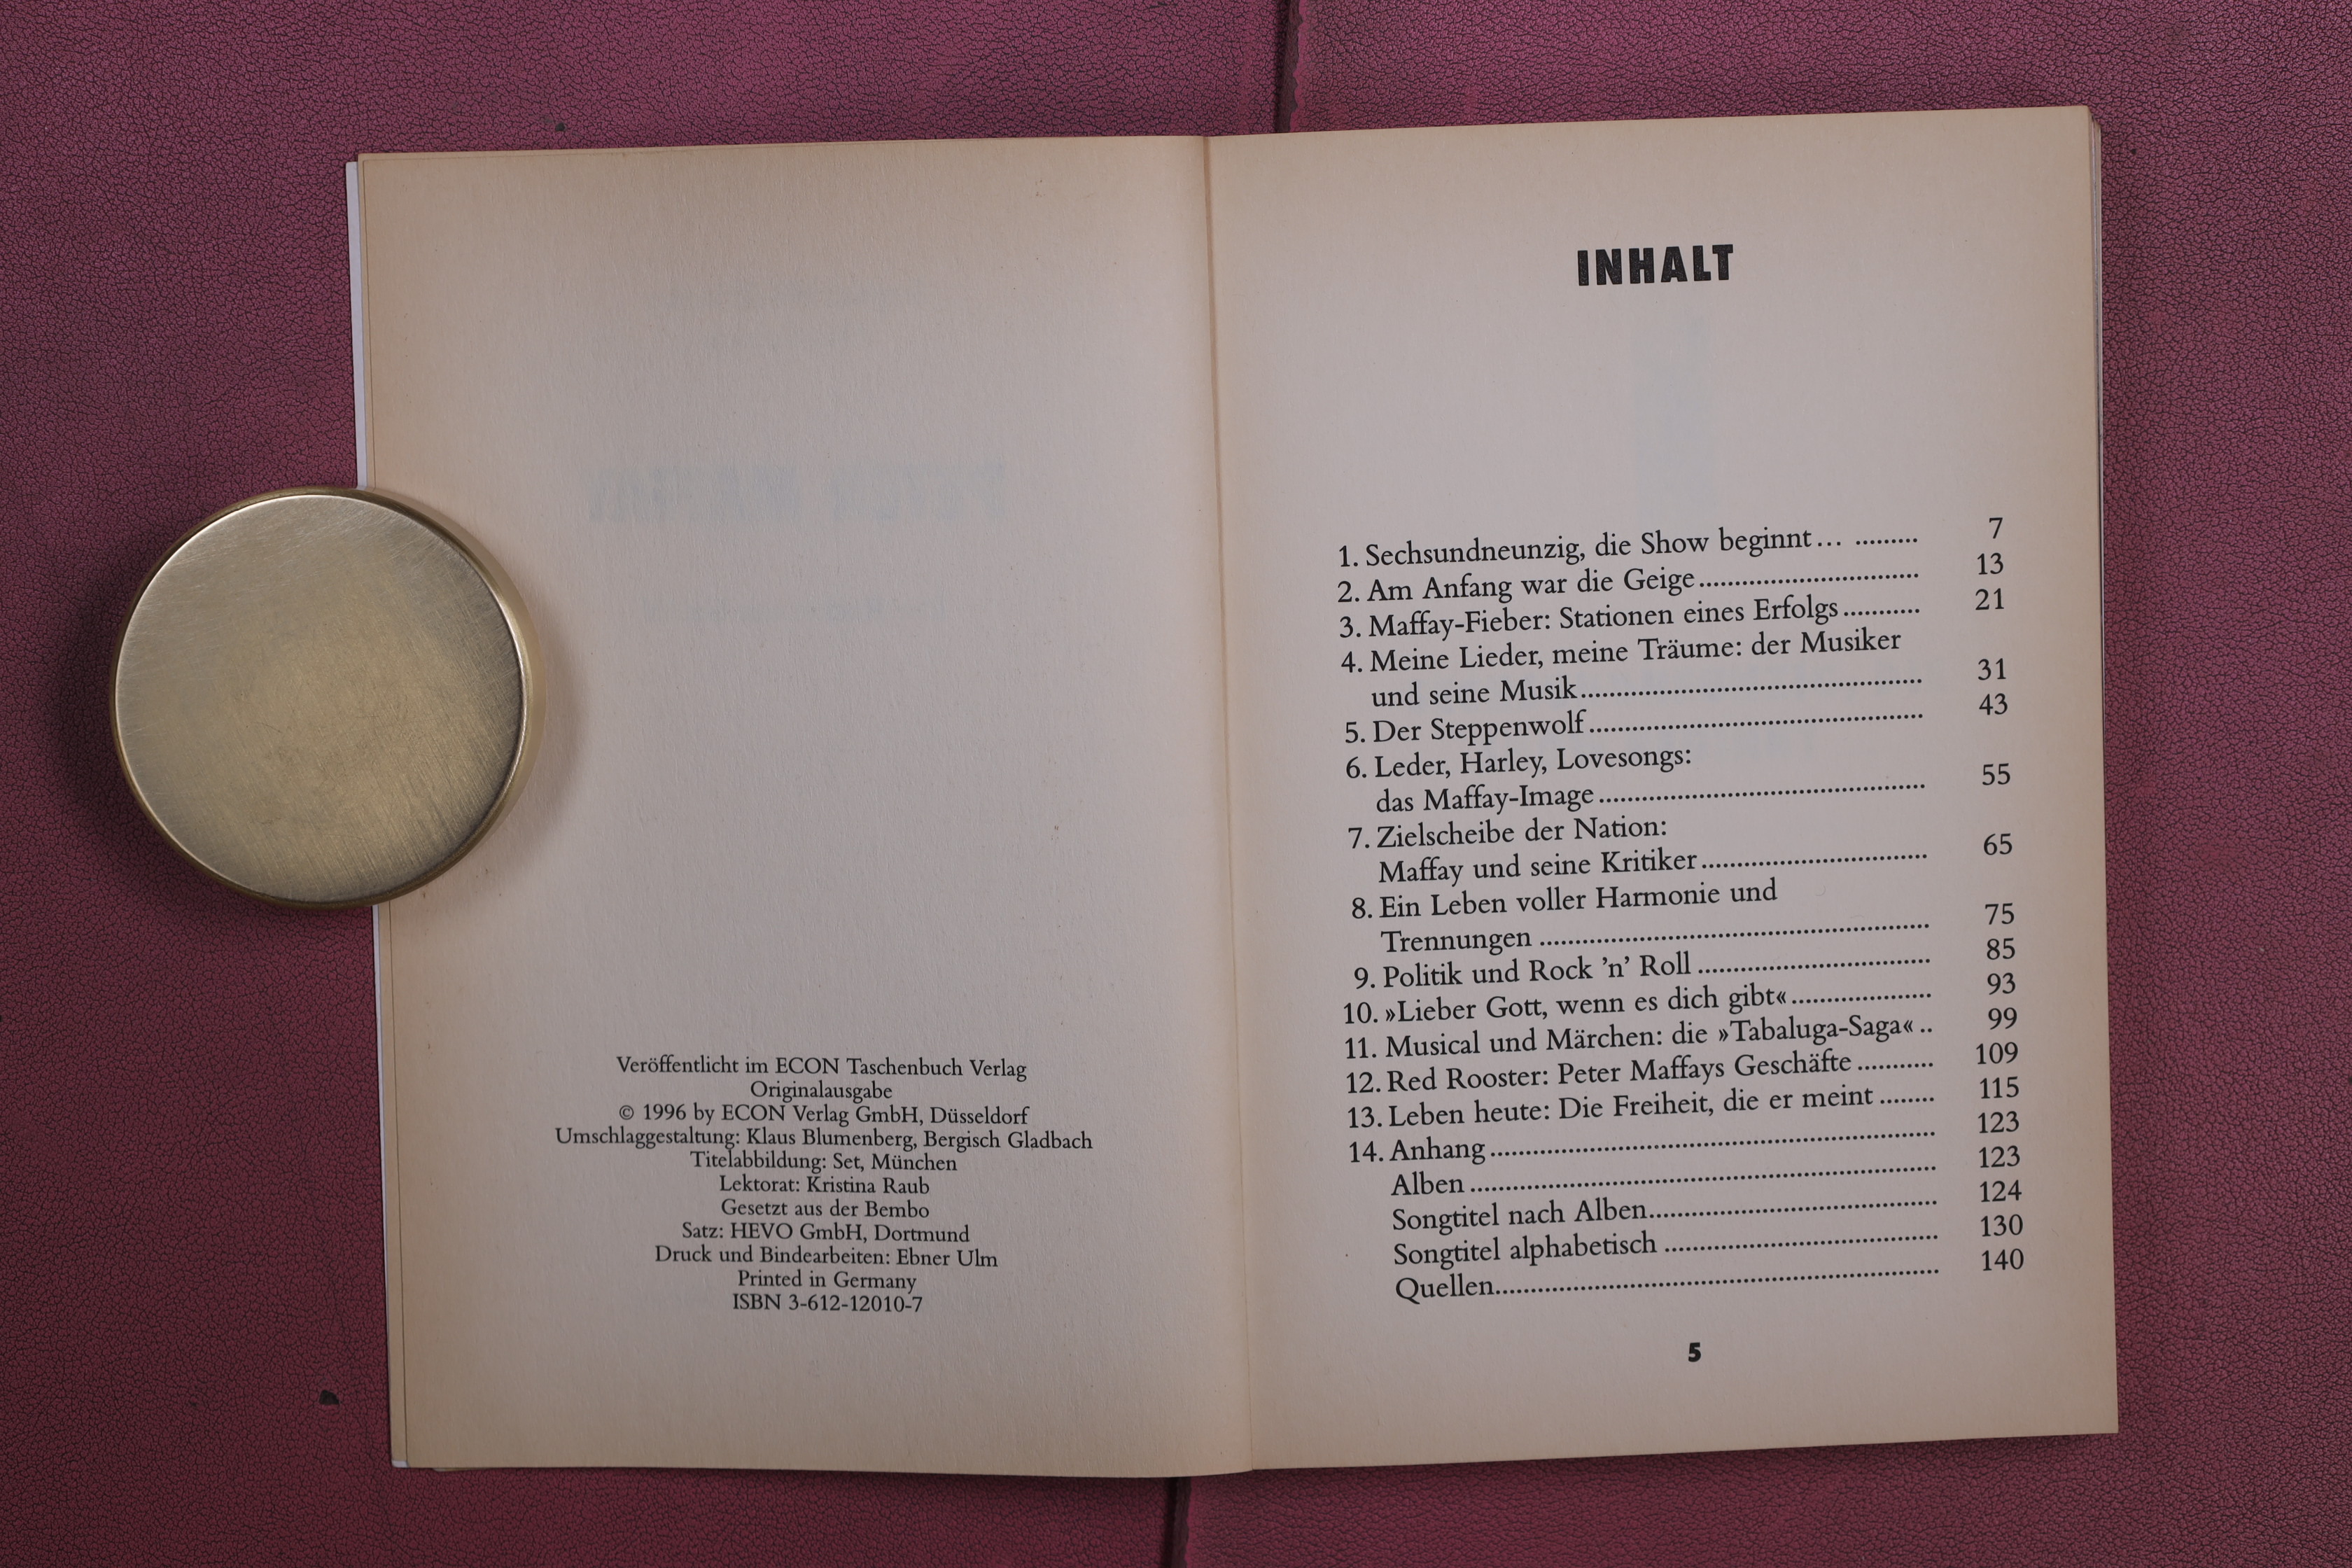 Veröffentlicht im ECON Taschenbuch Verlag
Originalausgabe
© 1996 by ECON Verlag GmbH, Düsseldorf
Umschlaggestaltung: Klaus Blumenberg, Bergisch Gladbach
Titelabbildung: Set, München
Lektorat: Kristina Raub
Gesetzt aus der Bembo
Satz: HEVO GmbH, Dortmund
Druck und Bindearbeiten: Ebner Ulm
Printed in Germany
ISBN 3-612-12010-7
INHALT
1. Sechsundneunzig, die Show beginnt… ......... 7
2. Am Anfang war die Geige .............................. 13
3. Maffay-Fieber: Stationen eines Erfolgs ........... 21
4. Meine Lieder, meine Träume: der Musiker
und seine Musik ............................................... 31
5. Der Steppenwolf .............................................. 43
6. Leder, Harley, Lovesongs:
das Maffay-Image ............................................. 55
7. Zielscheibe der Nation:
Maffay und seine Kritiker ............................... 65
8. Ein Leben voller Harmonie und
Trennungen ..................................................... 75
9. Politik und Rock ’n’ Roll ................................ 85
10. »Lieber Gott, wenn es dich gibt« .................... 93
11. Musical und Märchen: die »Tabaluga-Saga« .. 99
12. Red Rooster: Peter Maffays Geschäfte ........... 109
13. Leben heute: Die Freiheit, die er meint ........ 115
14. Anhang ............................................................. 123
Alben ................................................................ 123
Songtitel nach Alben ........................................ 124
Songtitel alphabetisch ...................................... 130
Quellen ............................................................. 140
5